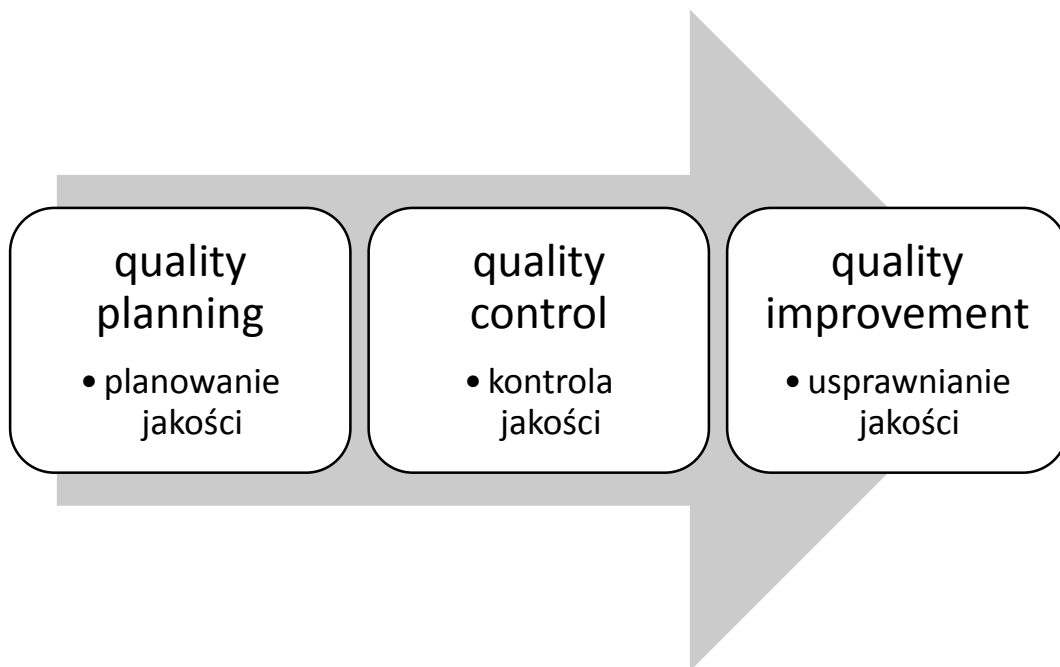 quality
planning
• planowanie
jakości
quality
control
• kontrola
jakości
quality
improvement
• usprawnianie
jakości